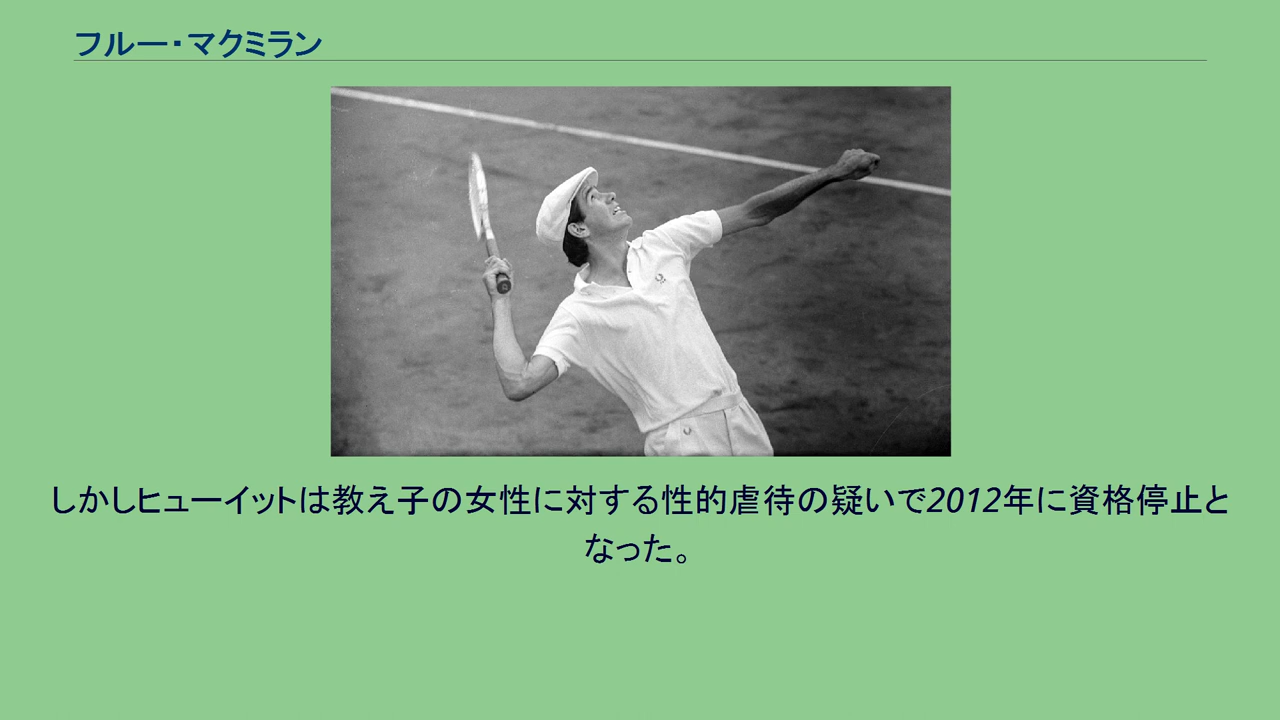 フルー・マクミラン
しかしヒューイットは教え子の女性に対する性的虐待の疑いで2012年に資格停止と
なった。